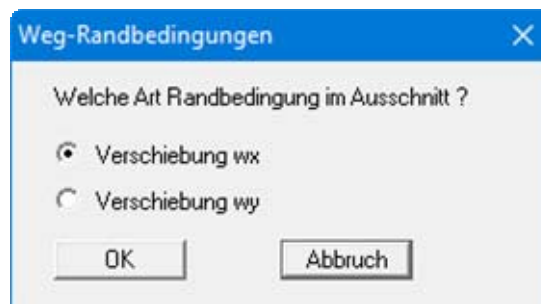 Weg-Randbedingungen
Welche Art Randbedingung im Ausschnitt ?
Verschiebung wx
Verschiebung wy
OK Abbruch